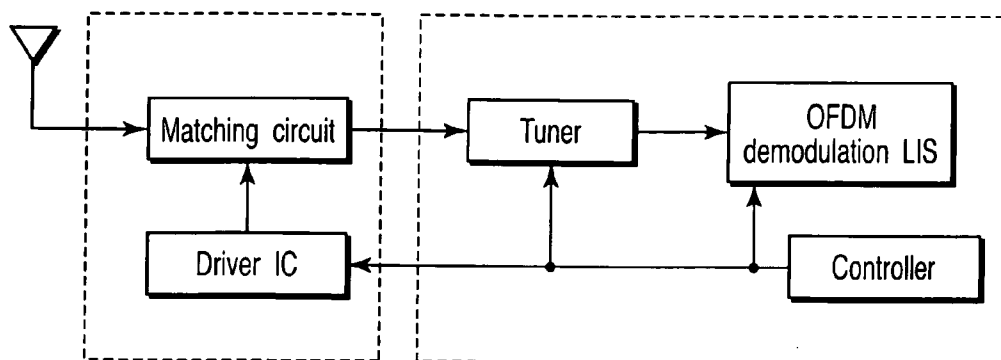 Matching circuit
Tuner
OFDM
demodulation LIS
Driver IC
Controller